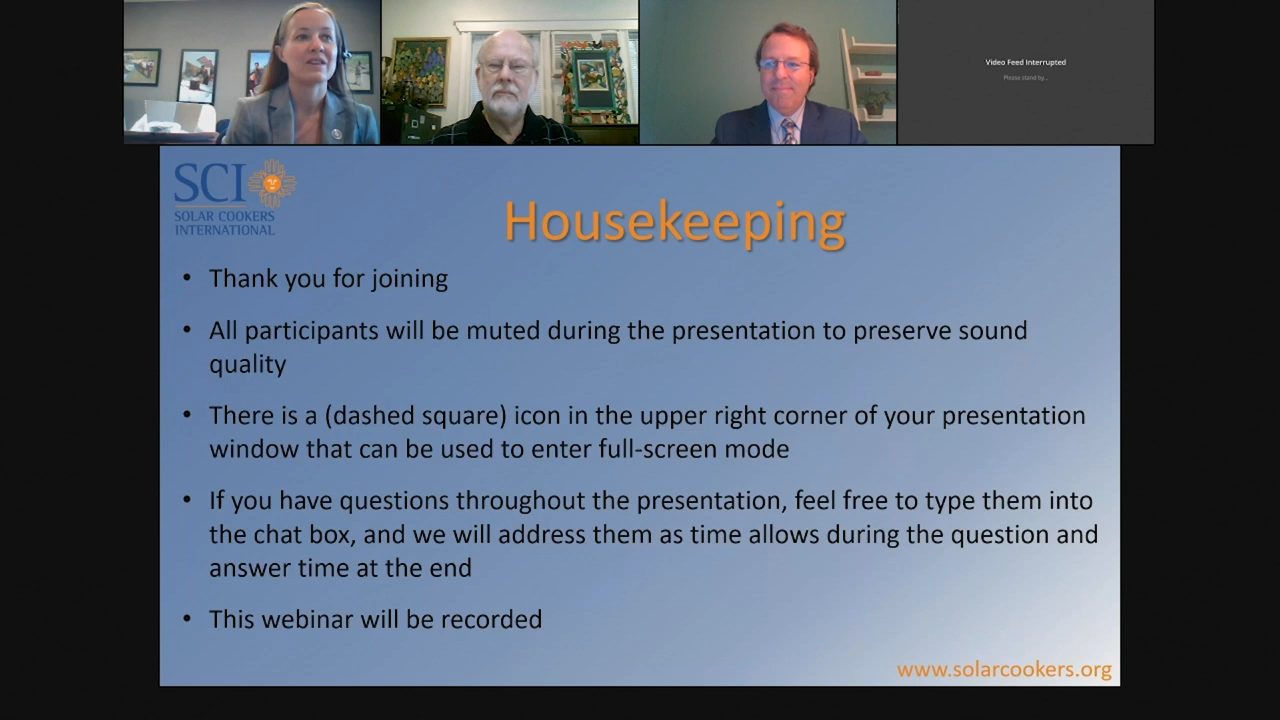 Video Feed Interrupted
Please stand by...
SCI
SOLAR COOKERS
INTERNATIONAL
Housekeeping
• Thank you for joining
• All participants will be muted during the presentation to preserve sound
quality
• There is a (dashed square) icon in the upper right corner of your presentation
window that can be used to enter full-screen mode
• If you have questions throughout the presentation, feel free to type them into
the chat box, and we will address them as time allows during the question and
answer time at the end
• This webinar will be recorded
www.solarcookers.org